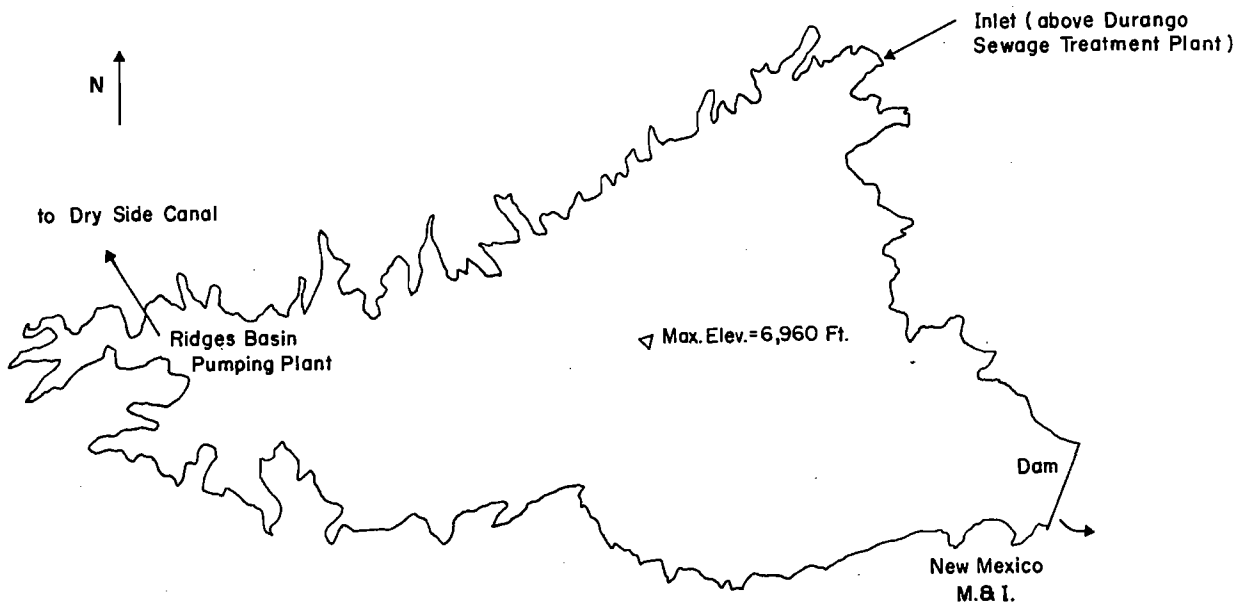 Inlet (above Durango
Sewage Treatment Plant)
N
to Dry Side Canal
Ridges Basin
Pumping Plant
Max. Elev.=6,960 Ft.
Dam
New Mexico
M.& I.